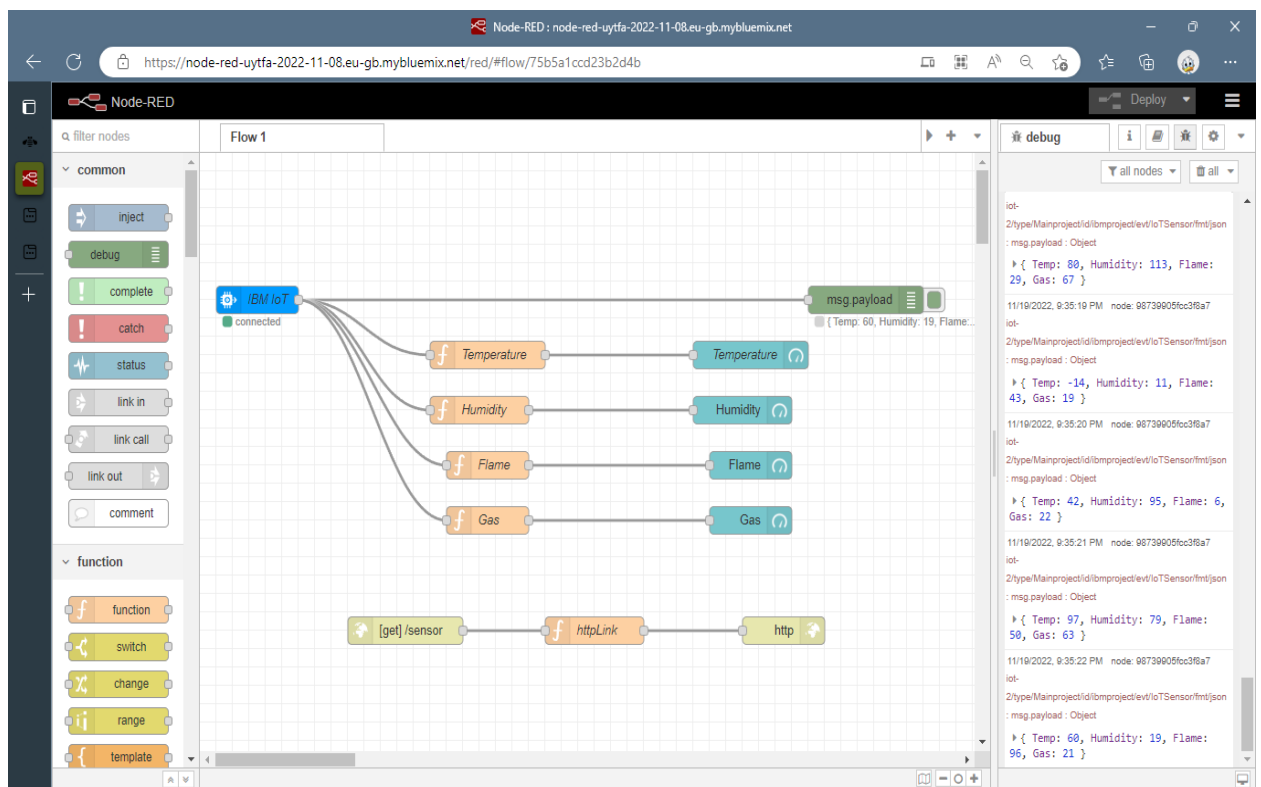 Node-RED : node-red-uytfa-2022-11-08.eu-gb.mybluemix.net
https://node-red-uytfa-2022-11-08.eu-gb.mybluemix.net/red/#flow/75b5a1ccd23b2d4b
Node-RED
Deploy
filter nodes
Flow 1
debug
i
all nodes
all
common
inject
debug
complete
catch
status
link in
link call
link out
comment
function
function
switch
change
range
template
IBM IoT
connected
msg.payload
{ Temp: 60, Humidity: 19, Flame:...
Temperature
Temperature
Humidity
Humidity
Flame
Flame
Gas
Gas
[get] /sensor
httpLink
http
iot-
2/type/Mainproject/id/ibmproject/evt/IoTSensor/fmt/json
: msg.payload : Object
{ Temp: 80, Humidity: 113, Flame:
29, Gas: 67 }
11/19/2022, 9:35:19 PM node: 98739905fcc3f8a7
iot-
2/type/Mainproject/id/ibmproject/evt/IoTSensor/fmt/json
: msg.payload : Object
{ Temp: -14, Humidity: 11, Flame:
43, Gas: 19 }
11/19/2022, 9:35:20 PM node: 98739905fcc3f8a7
iot-
2/type/Mainproject/id/ibmproject/evt/IoTSensor/fmt/json
: msg.payload : Object
{ Temp: 42, Humidity: 95, Flame: 6,
Gas: 22 }
11/19/2022, 9:35:21 PM node: 98739905fcc3f8a7
iot-
2/type/Mainproject/id/ibmproject/evt/IoTSensor/fmt/json
: msg.payload : Object
{ Temp: 97, Humidity: 79, Flame:
50, Gas: 63 }
11/19/2022, 9:35:22 PM node: 98739905fcc3f8a7
iot-
2/type/Mainproject/id/ibmproject/evt/IoTSensor/fmt/json
: msg.payload : Object
{ Temp: 60, Humidity: 19, Flame:
96, Gas: 21 }